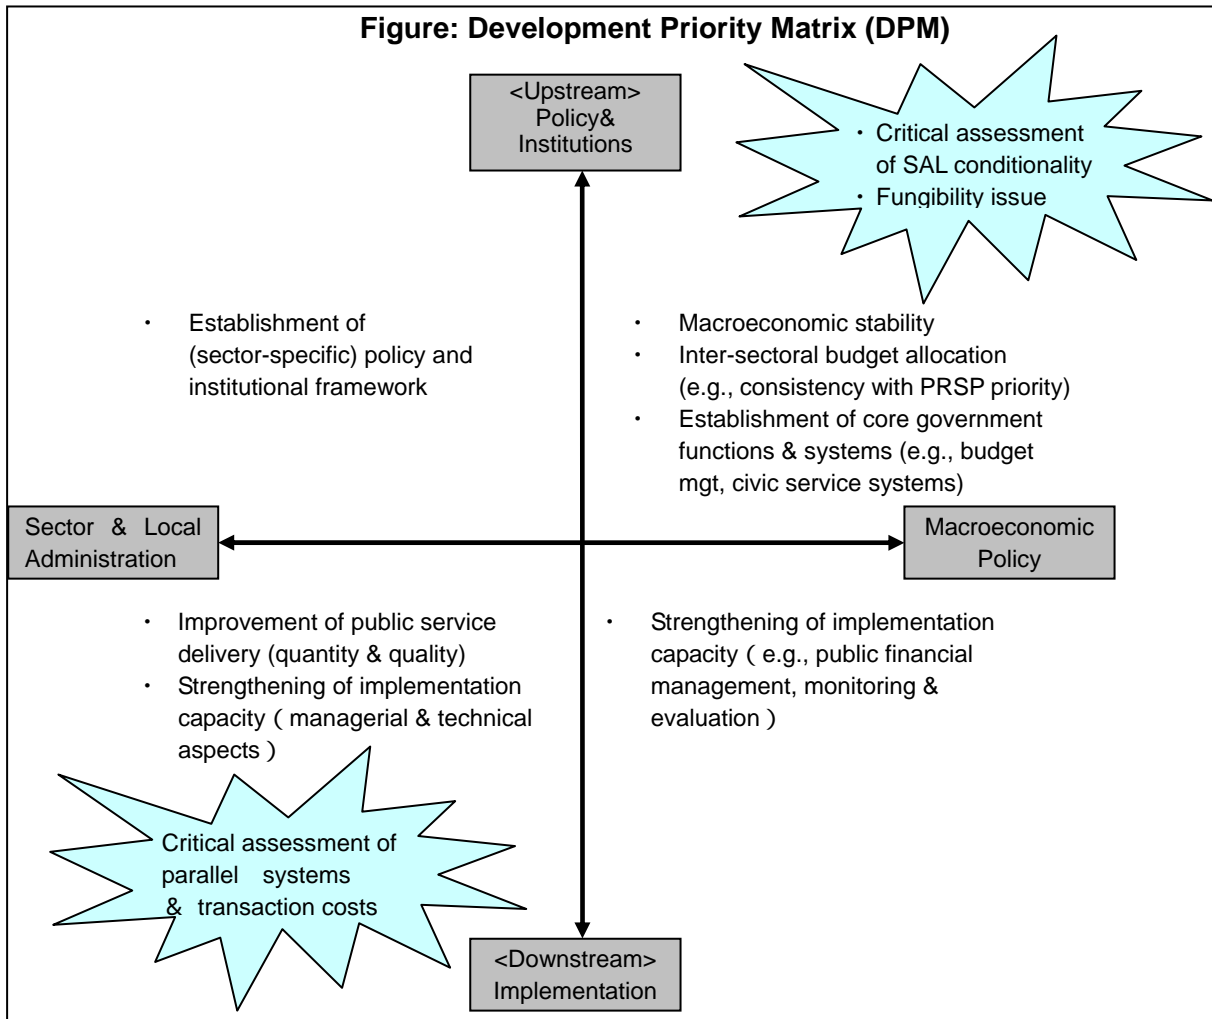 Figure: Development Priority Matrix (DPM)
<Upstream>
Policy&
Institutions
・ Critical assessment
of SAL conditionality
・ Fungibility issue
・ Establishment of
(sector-specific) policy and
institutional framework
・ Macroeconomic stability
・ Inter-sectoral budget allocation
(e.g., consistency with PRSP priority)
・ Establishment of core government
functions & systems (e.g., budget
mgt, civic service systems)
Sector & Local
Administration
Macroeconomic
Policy
・ Improvement of public service
delivery (quantity & quality)
・ Strengthening of implementation
capacity ( managerial & technical
aspects )
・ Strengthening of implementation
capacity ( e.g., public financial
management, monitoring &
evaluation )
Critical assessment of
parallel systems
& transaction costs
<Downstream>
Implementation